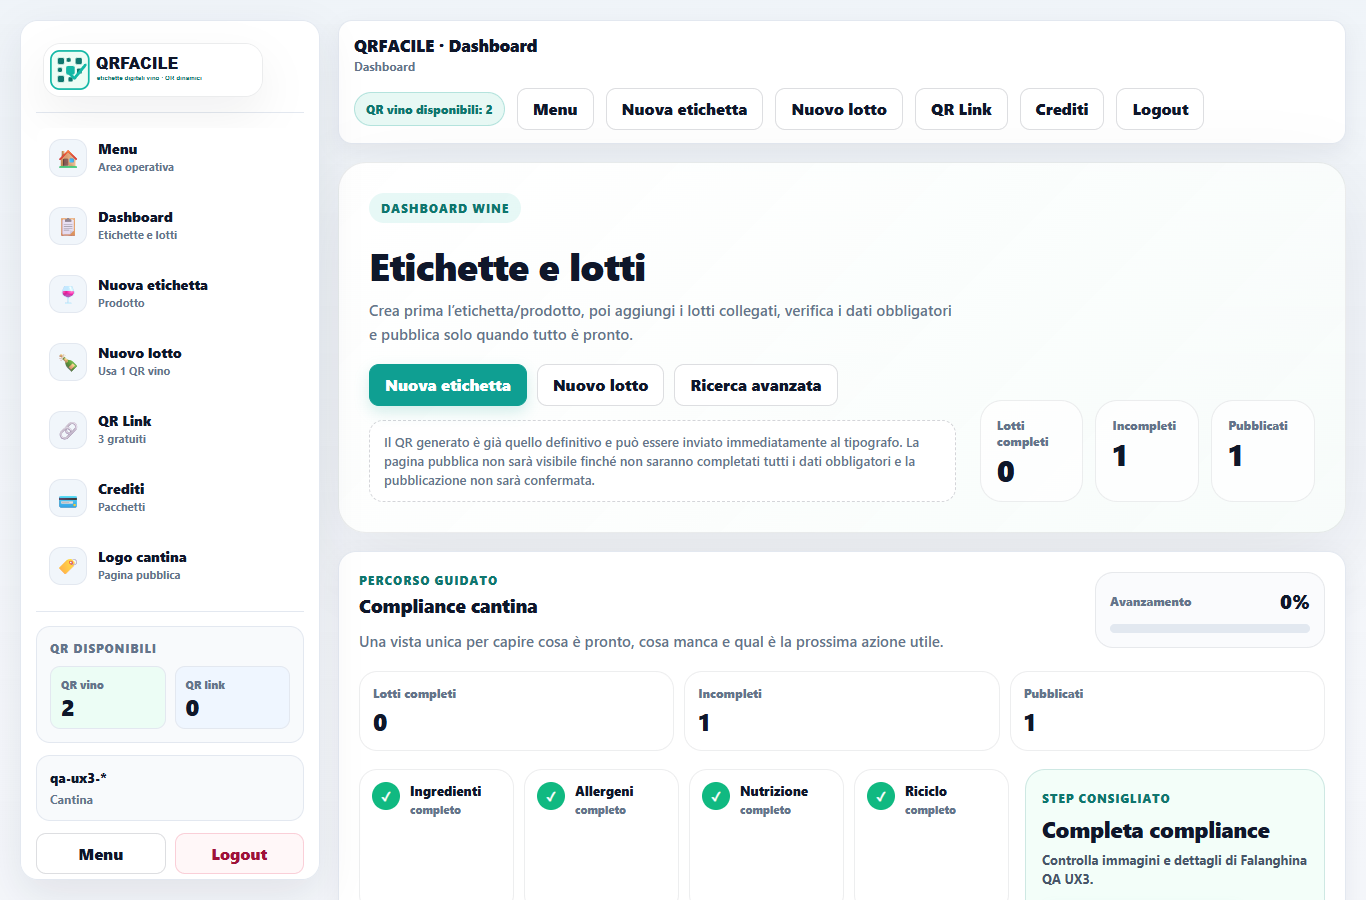 QRFACILE
etichette digitali vino · QR dinamici
Menu
Area operativa
Dashboard
Etichette e lotti
Nuova etichetta
Prodotto
Nuovo lotto
Usa 1 QR vino
QR Link
3 gratuiti
Crediti
Pacchetti
Logo cantina
Pagina pubblica
QR DISPONIBILI
QR vino
2
QR link
0
qa-ux3-*
Cantina
Menu
Logout
QRFACILE · Dashboard
Dashboard
QR vino disponibili: 2
Menu
Nuova etichetta
Nuovo lotto
QR Link
Crediti
Logout
DASHBOARD WINE
Etichette e lotti
Crea prima l’etichetta/prodotto, poi aggiungi i lotti collegati, verifica i dati obbligatori
e pubblica solo quando tutto è pronto.
Nuova etichetta
Nuovo lotto
Ricerca avanzata
Il QR generato è già quello definitivo e può essere inviato immediatamente al tipografo. La
pagina pubblica non sarà visibile finché non saranno completati tutti i dati obbligatori e la
pubblicazione non sarà confermata.
Lotti
completi
0
Incompleti
1
Pubblicati
1
PERCORSO GUIDATO
Compliance cantina
Una vista unica per capire cosa è pronto, cosa manca e qual è la prossima azione utile.
Avanzamento
0%
Lotti completi
0
Incompleti
1
Pubblicati
1
Ingredienti
completo
Allergeni
completo
Nutrizione
completo
Riciclo
completo
STEP CONSIGLIATO
Completa compliance
Controlla immagini e dettagli di Falanghina
QA UX3.